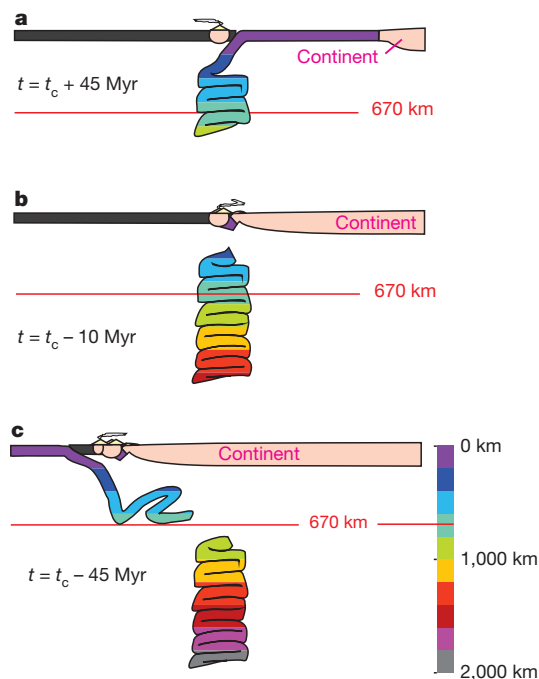 a
Continent
t = tc + 45 Myr
670 km
b
Continent
670 km
t = tc − 10 Myr
c
Continent
0 km
670 km
t = tc − 45 Myr
1,000 km
2,000 km